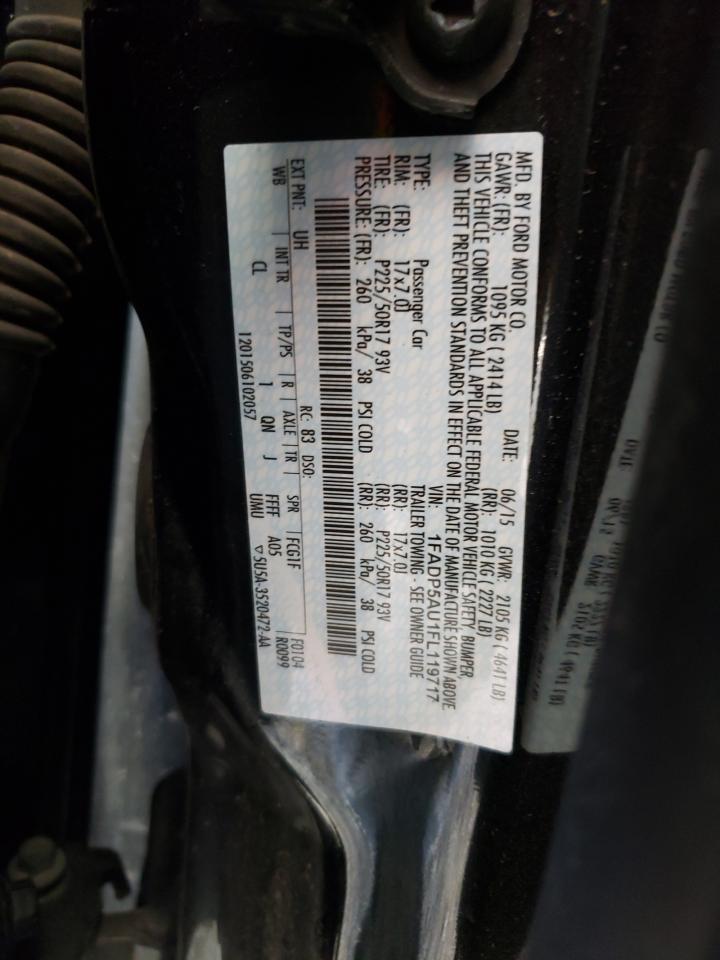 MFD. BY FORD MOTOR CO.
DATE: 06/15 GVWR: 2105 KG ( 4641 LB)
GAWR: (FR): 1095 KG ( 2414 LB) (RR): 1010 KG ( 2227 LB)
THIS VEHICLE CONFORMS TO ALL APPLICABLE FEDERAL MOTOR VEHICLE SAFETY, BUMPER,
AND THEFT PREVENTION STANDARDS IN EFFECT ON THE DATE OF MANUFACTURE SHOWN ABOVE
VIN: 1FADP5AU1FL119717
TYPE: Passenger Car TRAILER TOWING - SEE OWNER GUIDE
RIM: (FR): 17x7.0J (RR): 17x7.0J
TIRE: (FR): P225/50R17 93V (RR): P225/50R17 93V
PRESSURE: (FR): 260 kPa/ 38 PSI COLD (RR): 260 kPa/ 38 PSI COLD
EXT PNT: UH RC: 83 DSO: F0104
WB INT TR TP/PS R AXLE TR SPR FCG1F R0099
CL 1 QN J FFFF A05
1201506102057 UMU ▽ 5U5A-3520472-AA